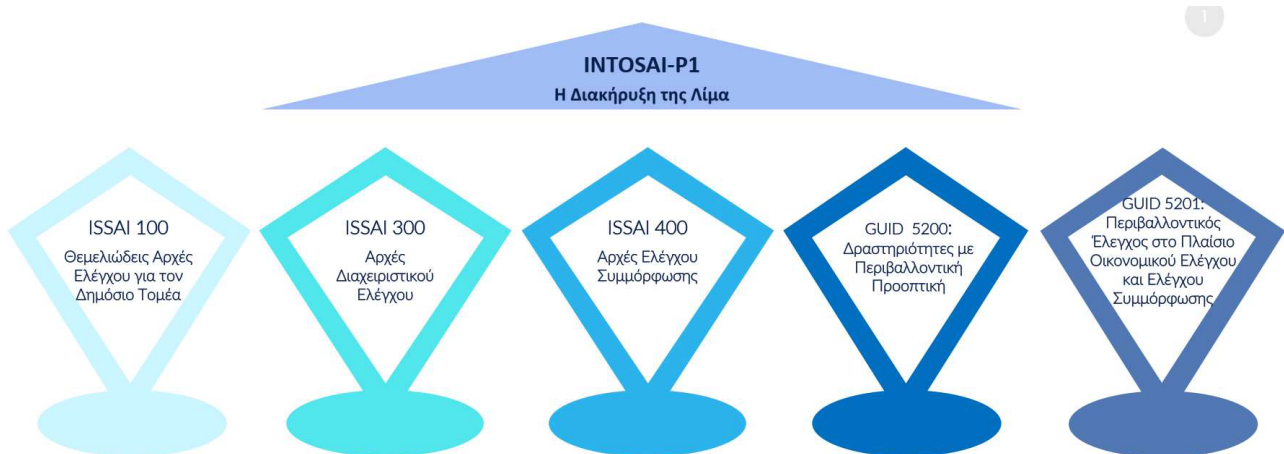 1
INTOSAI-P1
Η Διακήρυξη της Λίμα
ISSAI 100
Θεμελιώδεις Αρχές
Ελέγχου για τον
Δημόσιο Τομέα
ISSAI 300
Αρχές
Διαχειριστικού
Ελέγχου
ISSAI 400
Αρχές Ελέγχου
Συμμόρφωσης
GUID 5200:
Δραστηριότητες με
Περιβαλλοντική
Προοπτική
GUID 5201:
Περιβαλλοντικός
Έλεγχος στο Πλαίσιο
Οικονομικού Ελέγχου
και Ελέγχου
Συμμόρφωσης